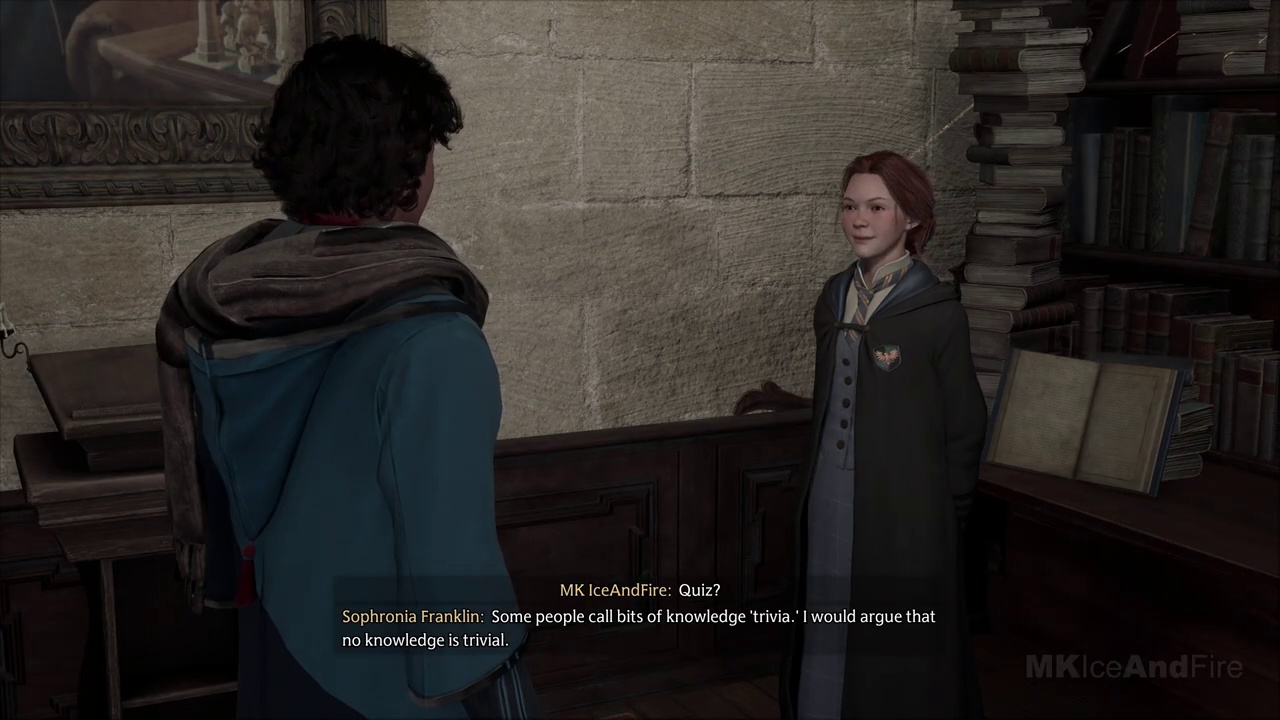 MK IceAndFire: Quiz?
Sophronia Franklin: Some people call bits of knowledge 'trivia.' I would argue that
no knowledge is trivial.
MKIceAndFire